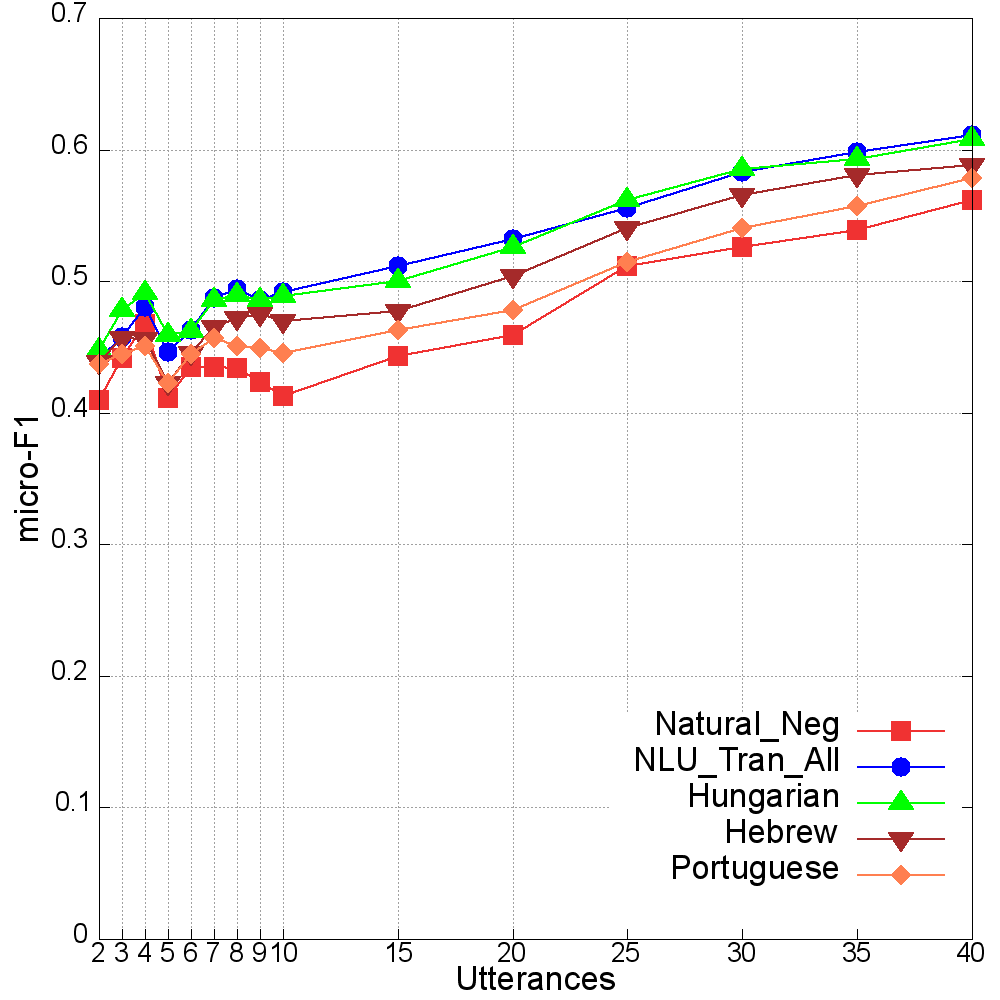 0.7
0.6
0.5
0.4
0.3
0.2
0.1
0
micro-F1
Natural_Neg
NLU_Tran_All
Hungarian
Hebrew
Portuguese
2 3 4 5 6 7 8 9 10 15 20 25 30 35 40
Utterances